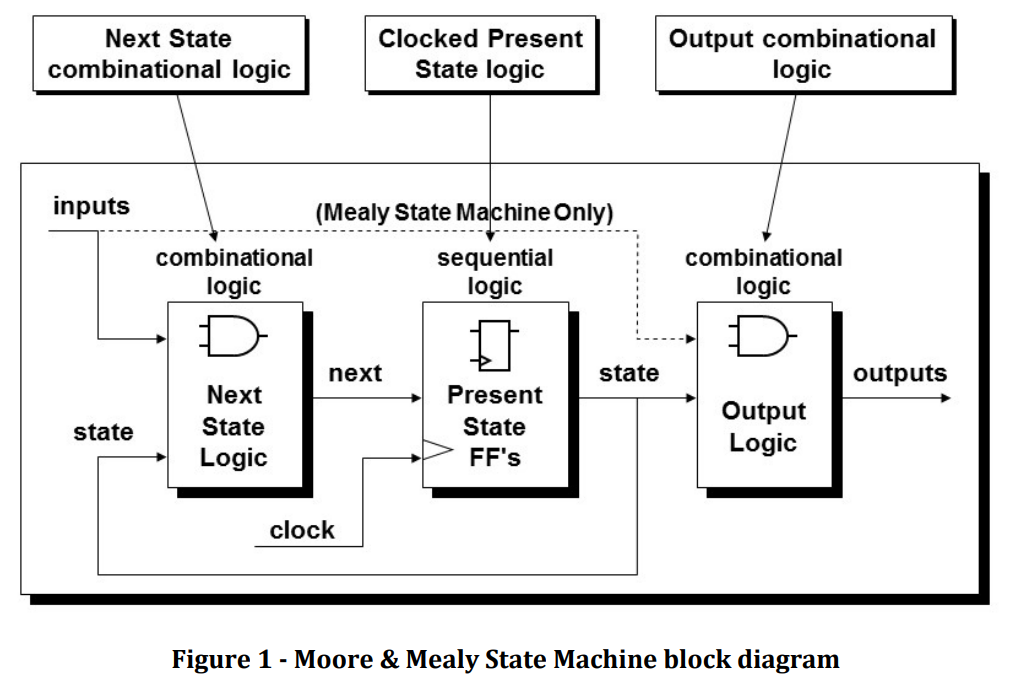 Next State
combinational logic
Clocked Present
State logic
Output combinational
logic
inputs
(Mealy State Machine Only)
combinational
logic
sequential
logic
combinational
logic
next
state
outputs
Next
State
Logic
Present
State
FF's
Output
Logic
state
clock
Figure 1 - Moore & Mealy State Machine block diagram